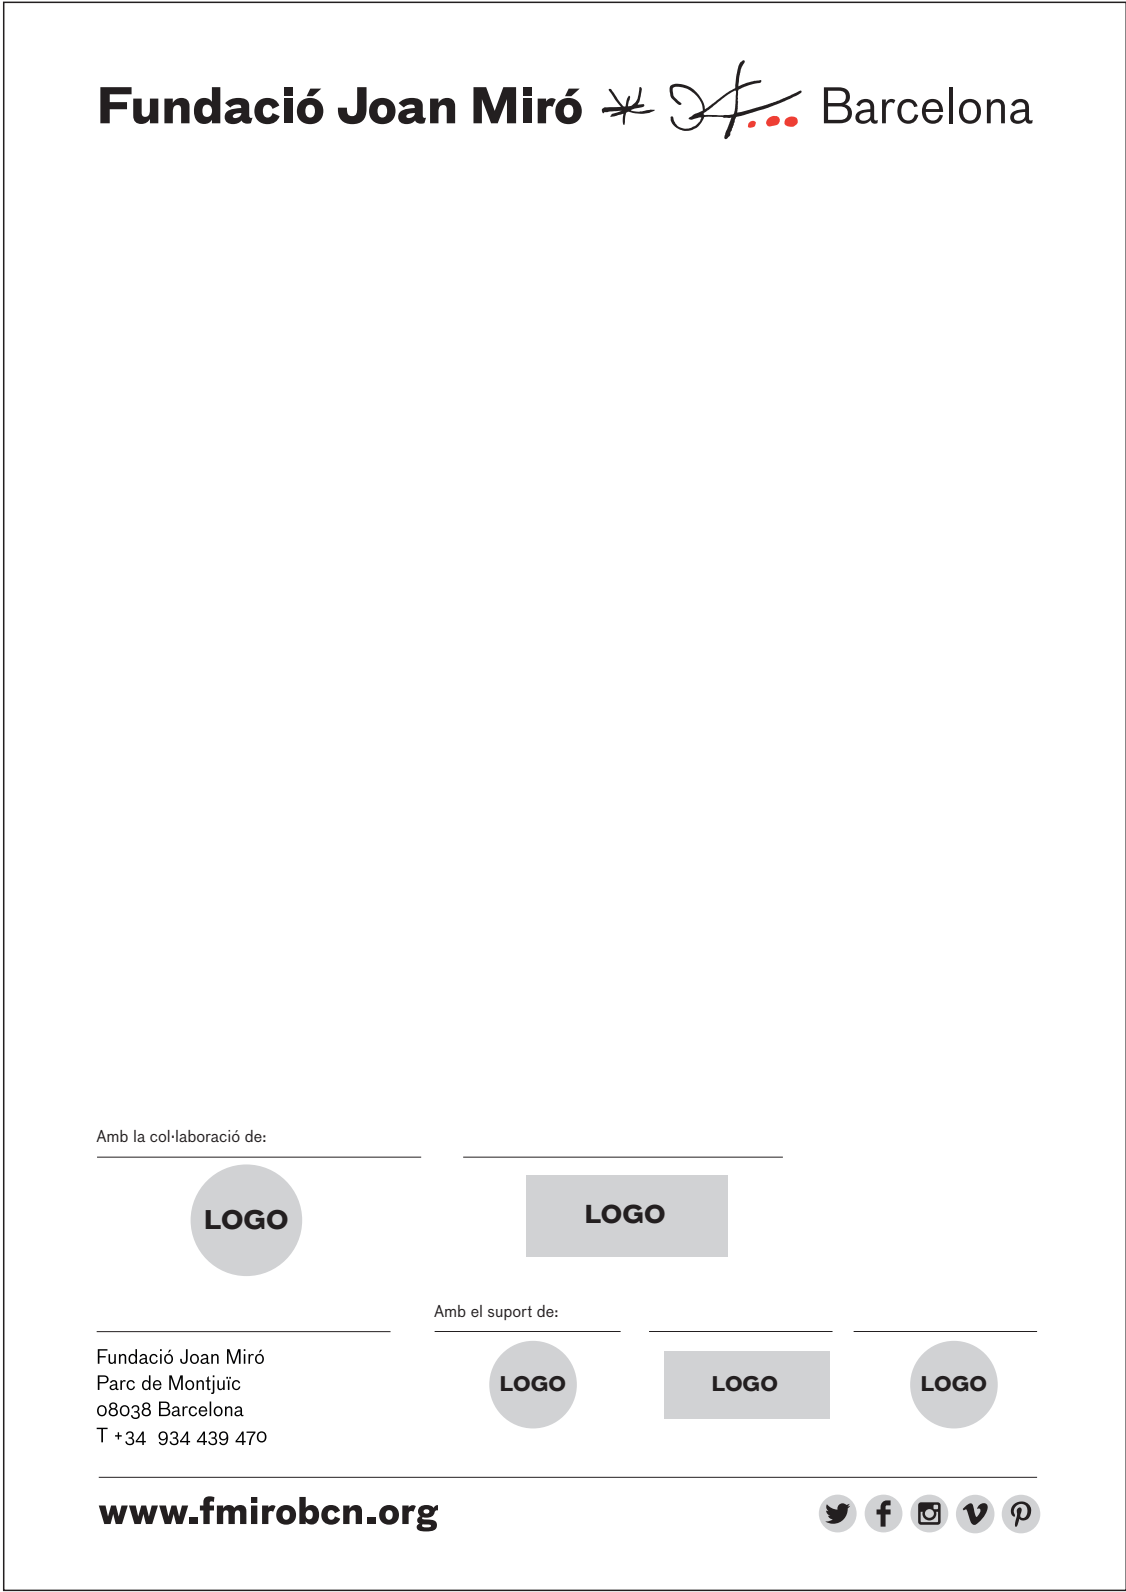 Fundació Joan Miró Barcelona
Amb la col·laboració de:
LOGO
LOGO
Amb el suport de:
LOGO
LOGO
LOGO
Fundació Joan Miró
Parc de Montjuïc
08038 Barcelona
T +34 934 439 470
www.fmirobcn.org